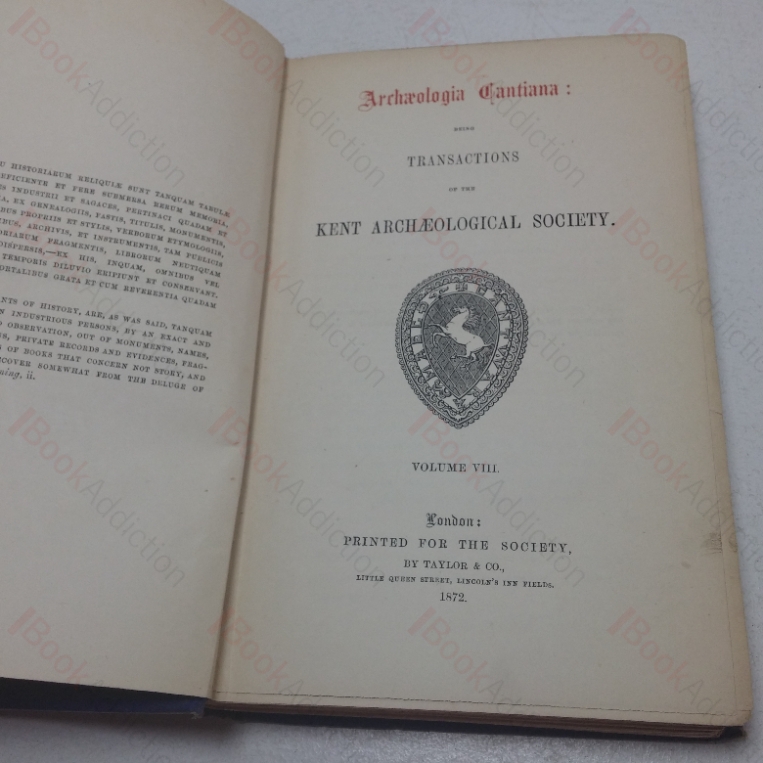 U HISTORIARUM RELIQUIÆ SUNT TANQUAM TABULÆ
EFICIENTE ET FERE SUBMERSA RERUM MEMORIA,
S INDUSTRII ET SAGACES, PERTINACI QUADAM ET
A, EX GENEALOGIIS, FASTIS, TITULIS, MONUMENTIS,
BUS PROPRIIS ET STYLIS, VERBORUM ETYMOLOGIIS,
IBUS, ARCHIVIS, ET INSTRUMENTIS, TAM PUBLICIS
ORIARUM FRAGMENTIS, LIBRORUM NEUTIQUAM
DISPERSIS,—EX HIS, INQUAM, OMNIBUS VEL
TEMPORIS DILUVIO ERIPIUNT ET CONSERVANT.
ORTALIBUS GRATA ET CUM REVERENTIA QUADAM
NTS OF HISTORY, ARE, AS WAS SAID, TANQUAM
N INDUSTRIOUS PERSONS, BY AN EXACT AND
D OBSERVATION, OUT OF MONUMENTS, NAMES,
S, PRIVATE RECORDS AND EVIDENCES, FRAG-
S OF BOOKS THAT CONCERN NOT STORY, AND
COVER SOMEWHAT FROM THE DELUGE OF
ning, ii.
Archæologia Cantiana:
BEING
TRANSACTIONS
OF THE
KENT ARCHÆOLOGICAL SOCIETY.
VOLUME VIII.
London:
PRINTED FOR THE SOCIETY,
BY TAYLOR & CO.,
LITTLE QUEEN STREET, LINCOLN'S INN FIELDS.
1872.
BookAddiction